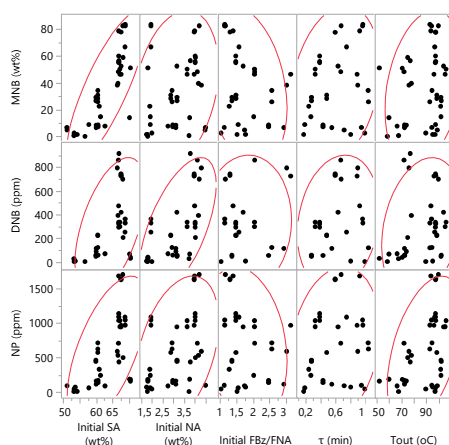 MNB (wt%)
80
60
40
20
0
DNB (ppm)
800
600
400
200
0
NP (ppm)
1500
1000
500
0
50 60 65 1,5 2,5 3,5 1 1,5 2 2,5 3 0,2 0,6 1 50 70 90
Initial SA (wt%)
Initial NA (wt%)
Initial FBz/FNA
τ (min)
Tout (oC)